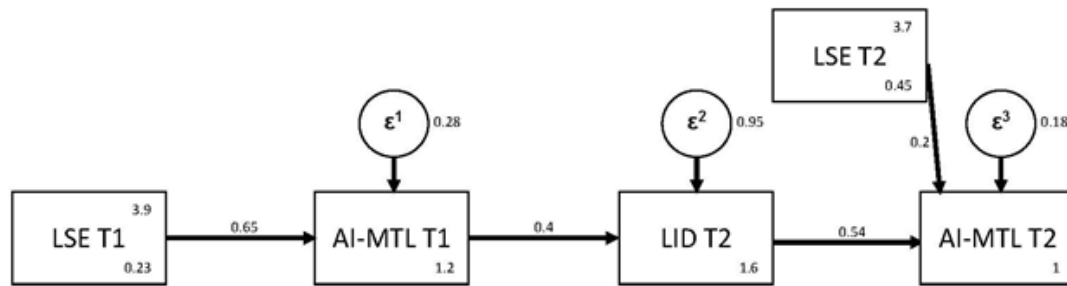 3.7
LSE T2
0.45
ε¹ 0.28
ε² 0.95
ε³ 0.18
0.2
3.9
LSE T1
0.23
0.65
AI-MTL T1
1.2
0.4
LID T2
1.6
0.54
AI-MTL T2
1